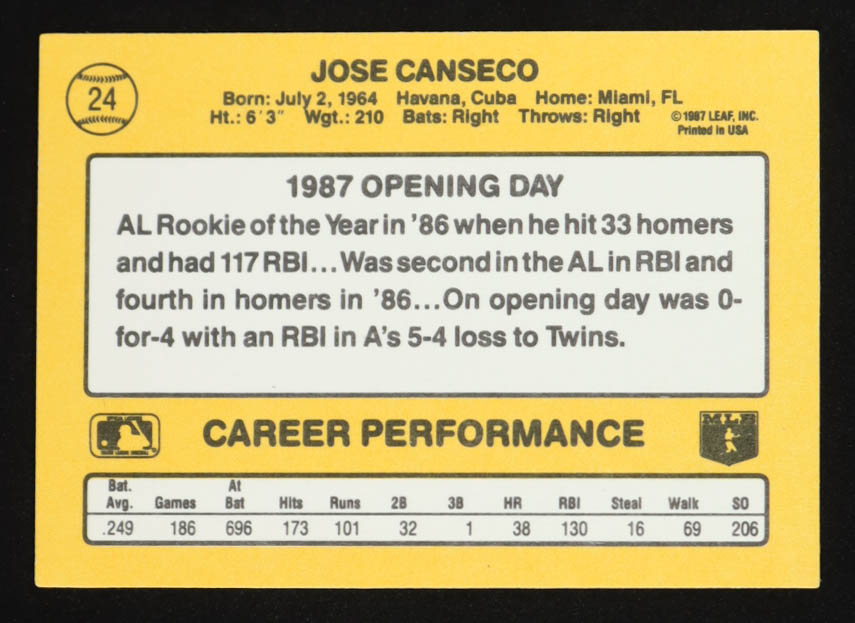 24
JOSE CANSECO
Born: July 2, 1964 Havana, Cuba Home: Miami, FL
Ht.: 6'3" Wgt.: 210 Bats: Right Throws: Right
©1987 LEAF, INC.
Printed in USA
1987 OPENING DAY
AL Rookie of the Year in '86 when he hit 33 homers
and had 117 RBI...Was second in the AL in RBI and
fourth in homers in '86...On opening day was 0-
for-4 with an RBI in A's 5-4 loss to Twins.
CAREER PERFORMANCE
MLB
Bat. Avg. Games At Bat Hits Runs 2B 3B HR RBI Steal Walk SO
.249 186 696 173 101 32 1 38 130 16 69 206